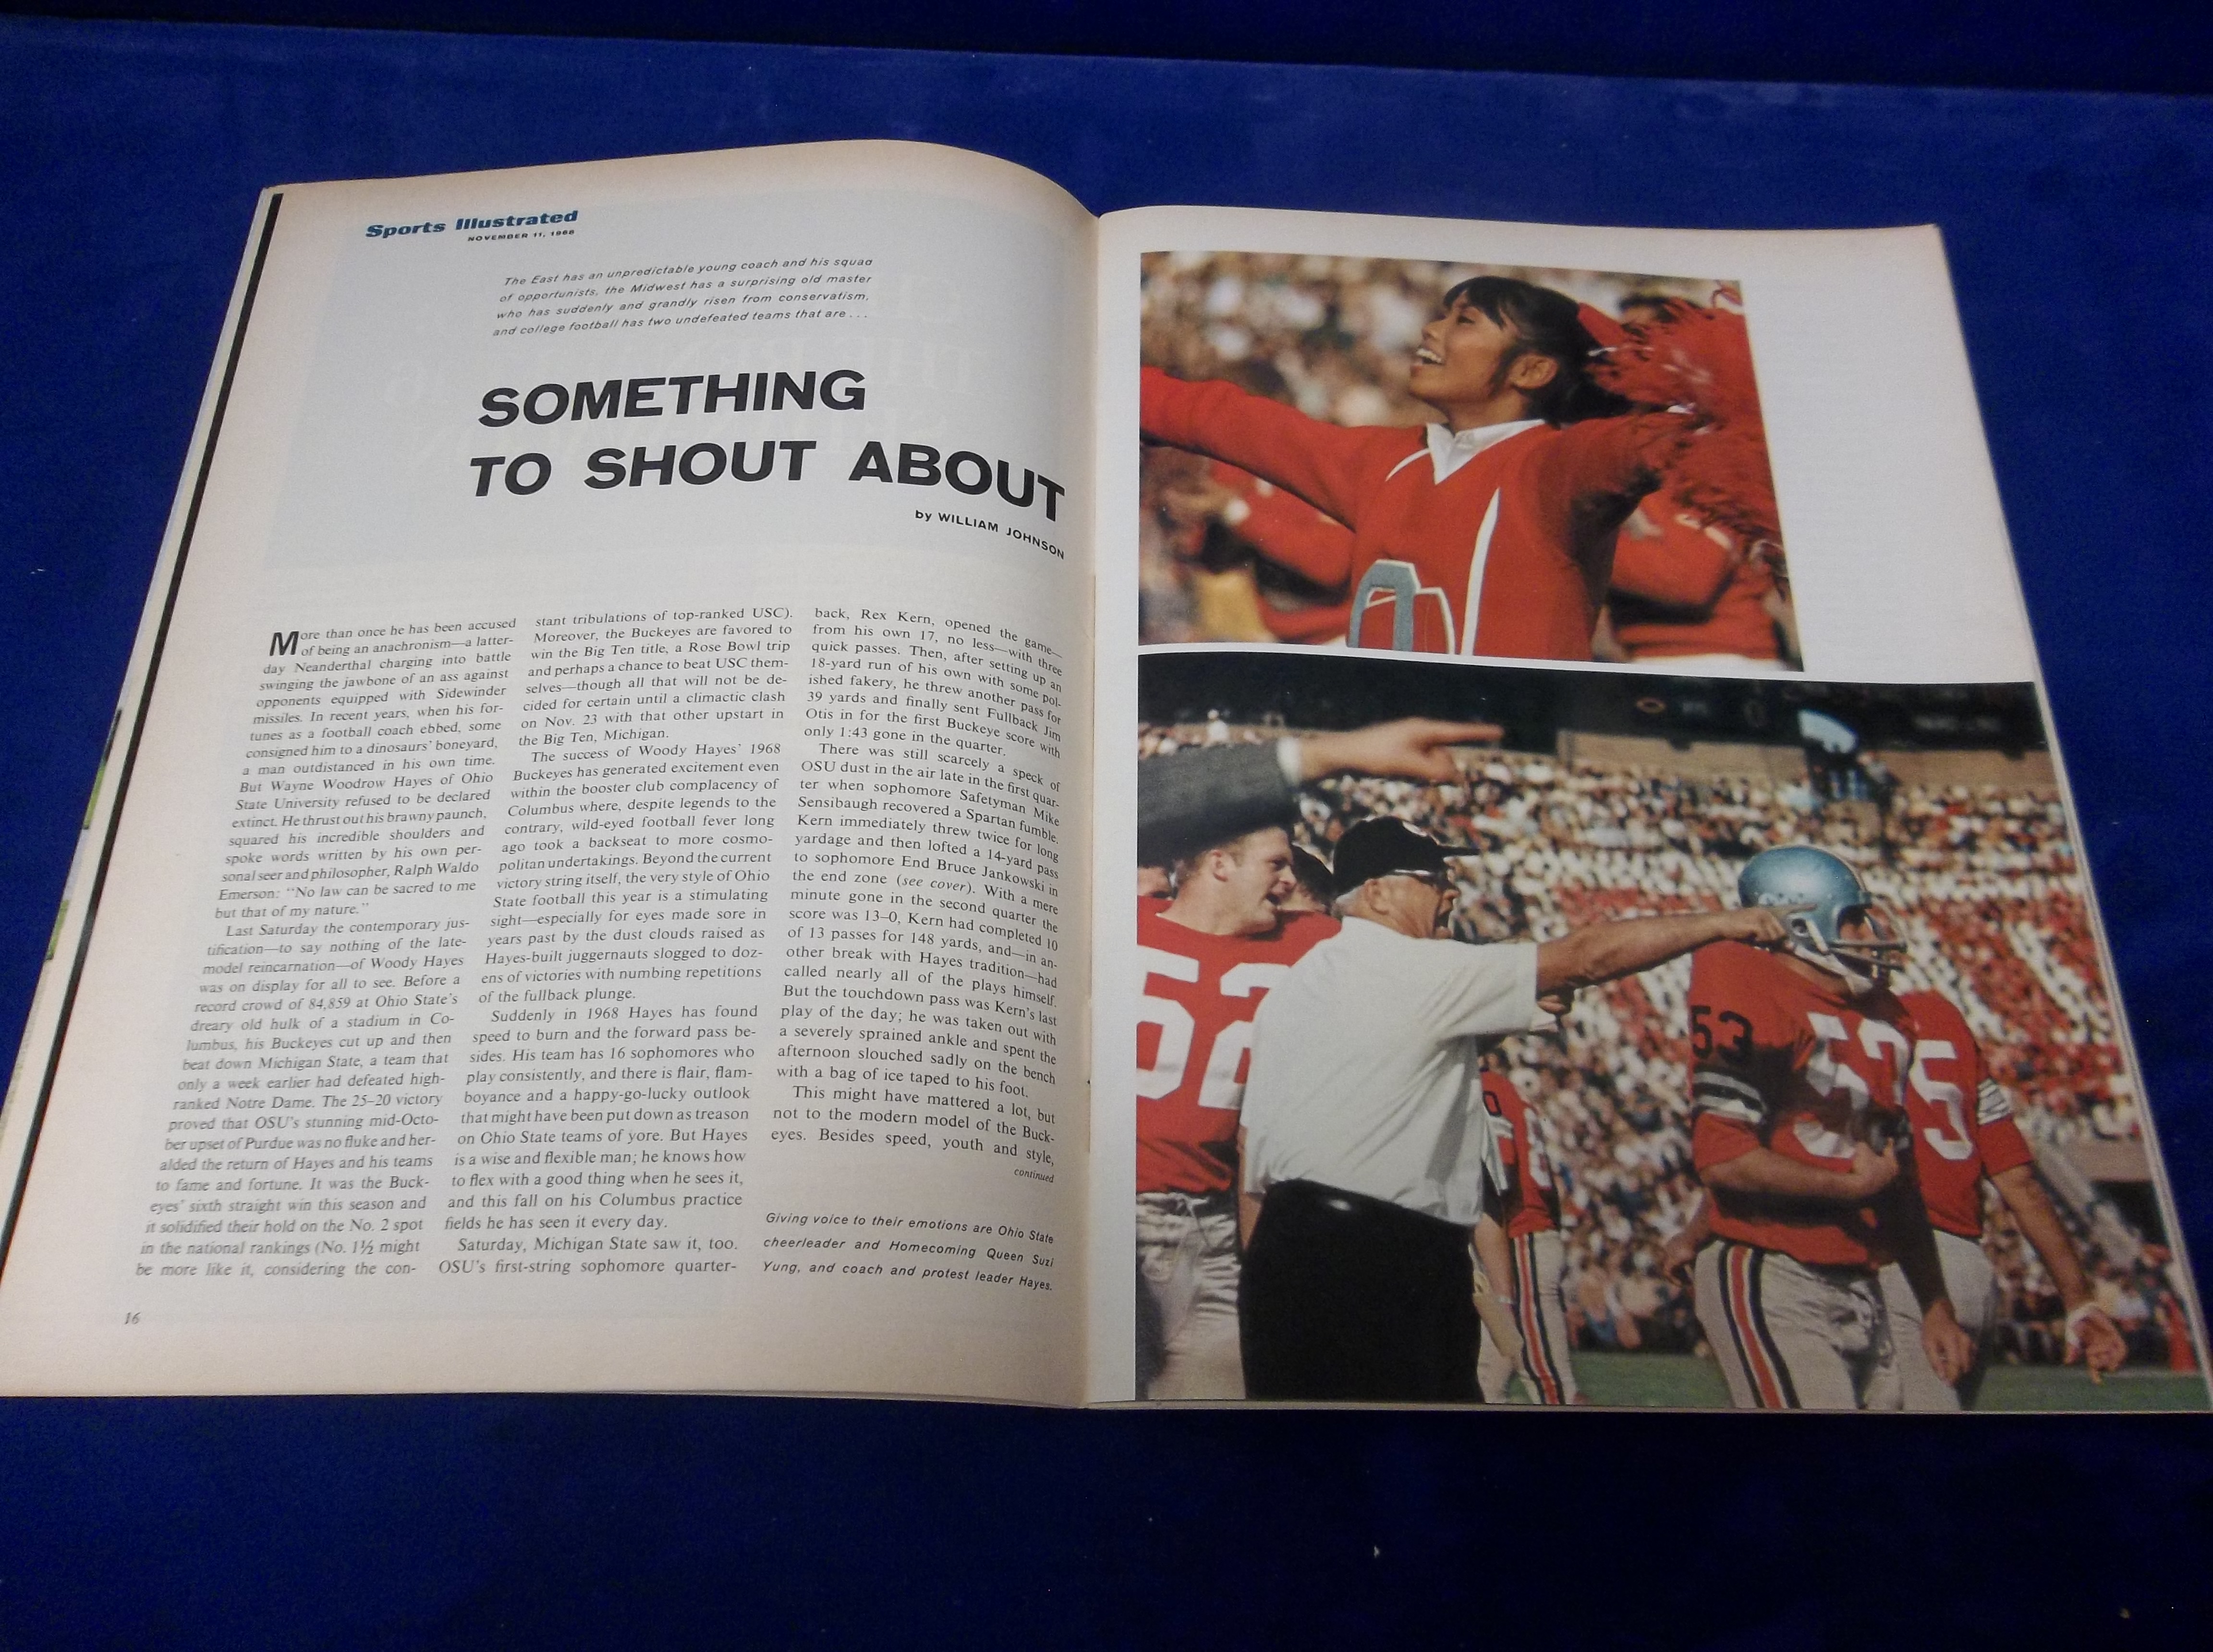 Sports Illustrated
NOVEMBER 11, 1968
The East has an unpredictable young coach and his squad
of opportunists, the Midwest has a surprising old master
who has suddenly and grandly risen from conservatism,
and college football has two undefeated teams that are . . .
SOMETHING
TO SHOUT ABOUT
by WILLIAM JOHNSON
More than once he has been accused
of being an anachronism—a latter-
day Neanderthal charging into battle
swinging the jawbone of an ass against
opponents equipped with Sidewinder
missiles. In recent years, when his for-
tunes as a football coach ebbed, some
consigned him to a dinosaurs' boneyard,
a man outdistanced in his own time.
But Wayne Woodrow Hayes of Ohio
State University refused to be declared
extinct. He thrust out his brawny paunch,
squared his incredible shoulders and
spoke words written by his own per-
sonal seer and philosopher, Ralph Waldo
Emerson: "No law can be sacred to me
but that of my nature."
Last Saturday the contemporary jus-
tification—to say nothing of the late-
model reincarnation—of Woody Hayes
was on display for all to see. Before a
record crowd of 84,859 at Ohio State's
dreary old hulk of a stadium in Co-
lumbus, his Buckeyes cut up and then
beat down Michigan State, a team that
only a week earlier had defeated high-
ranked Notre Dame. The 25–20 victory
proved that OSU's stunning mid-Octo-
ber upset of Purdue was no fluke and her-
alded the return of Hayes and his teams
to fame and fortune. It was the Buck-
eyes' sixth straight win this season and
it solidified their hold on the No. 2 spot
in the national rankings (No. 1½ might
be more like it, considering the con-
stant tribulations of top-ranked USC).
Moreover, the Buckeyes are favored to
win the Big Ten title, a Rose Bowl trip
and perhaps a chance to beat USC them-
selves—though all that will not be de-
cided for certain until a climactic clash
on Nov. 23 with that other upstart in
the Big Ten, Michigan.
The success of Woody Hayes' 1968
Buckeyes has generated excitement even
within the booster club complacency of
Columbus where, despite legends to the
contrary, wild-eyed football fever long
ago took a backseat to more cosmo-
politan undertakings. Beyond the current
victory string itself, the very style of Ohio
State football this year is a stimulating
sight—especially for eyes made sore in
years past by the dust clouds raised as
Hayes-built juggernauts slogged to doz-
ens of victories with numbing repetitions
of the fullback plunge.
Suddenly in 1968 Hayes has found
speed to burn and the forward pass be-
sides. His team has 16 sophomores who
play consistently, and there is flair, flam-
boyance and a happy-go-lucky outlook
that might have been put down as treason
on Ohio State teams of yore. But Hayes
is a wise and flexible man; he knows how
to flex with a good thing when he sees it,
and this fall on his Columbus practice
fields he has seen it every day.
Saturday, Michigan State saw it, too.
OSU's first-string sophomore quarter-
back, Rex Kern, opened the game—
from his own 17, no less—with three
quick passes. Then, after setting up an
18-yard run of his own with some pol-
ished fakery, he threw another pass for
39 yards and finally sent Fullback Jim
Otis in for the first Buckeye score with
only 1:43 gone in the quarter.
There was still scarcely a speck of
OSU dust in the air late in the first quar-
ter when sophomore Safetyman Mike
Sensibaugh recovered a Spartan fumble.
Kern immediately threw twice for long
yardage and then lofted a 14-yard pass
to sophomore End Bruce Jankowski in
the end zone (see cover). With a mere
minute gone in the second quarter the
score was 13–0, Kern had completed 10
of 13 passes for 148 yards, and—in an-
other break with Hayes tradition—had
called nearly all of the plays himself.
But the touchdown pass was Kern's last
play of the day; he was taken out with
a severely sprained ankle and spent the
afternoon slouched sadly on the bench
with a bag of ice taped to his foot.
This might have mattered a lot, but
not to the modern model of the Buck-
eyes. Besides speed, youth and style,
continued
Giving voice to their emotions are Ohio State
cheerleader and Homecoming Queen Suzi
Yung, and coach and protest leader Hayes.
16
52
53
53
75